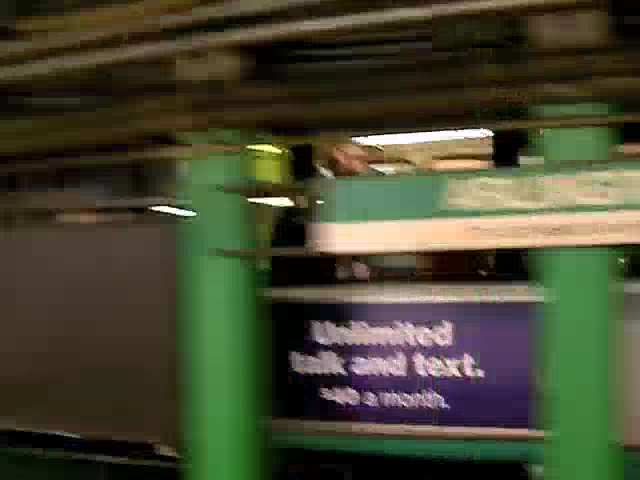 Unlimited
talk and text.
a month.